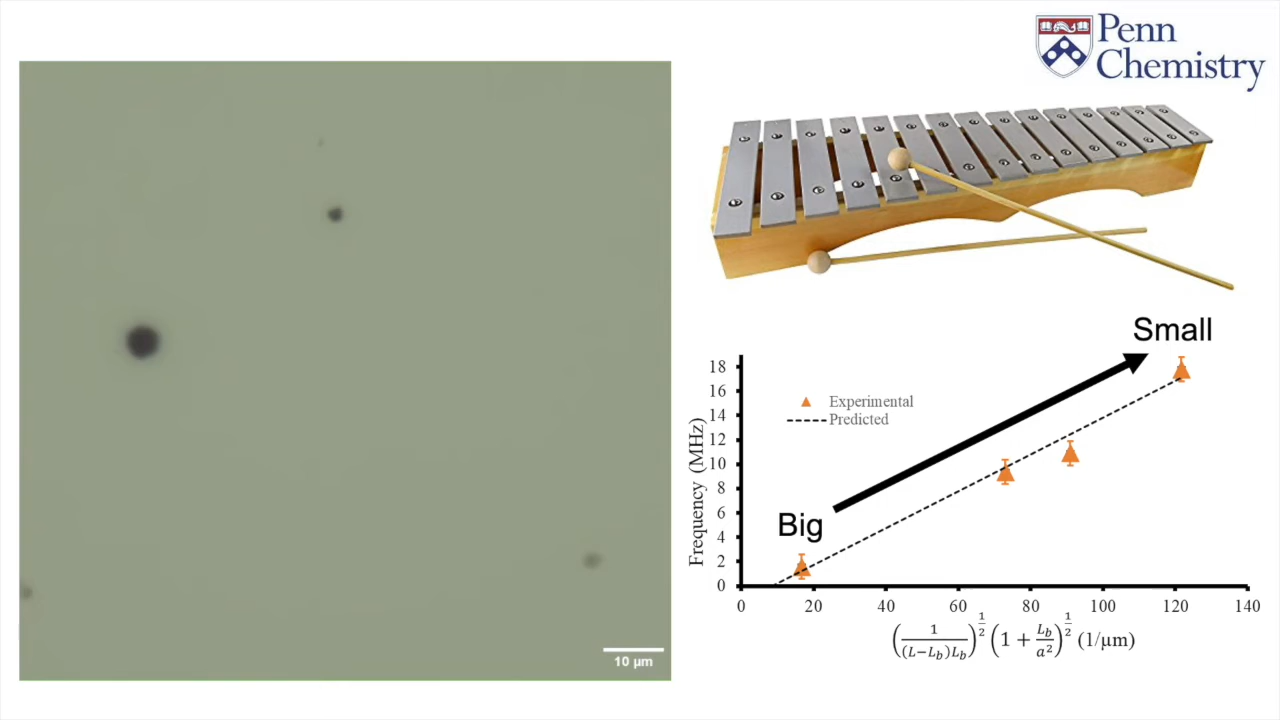 Penn
Chemistry
10 µm
Small
Big
Experimental
Predicted
Frequency (MHz)
18
16
14
12
10
8
6
4
2
0
0 20 40 60 80 100 120 140
(1/((L−L_b)L_b))^(1/2) (1 + L_b/a²)^(1/2) (1/µm)